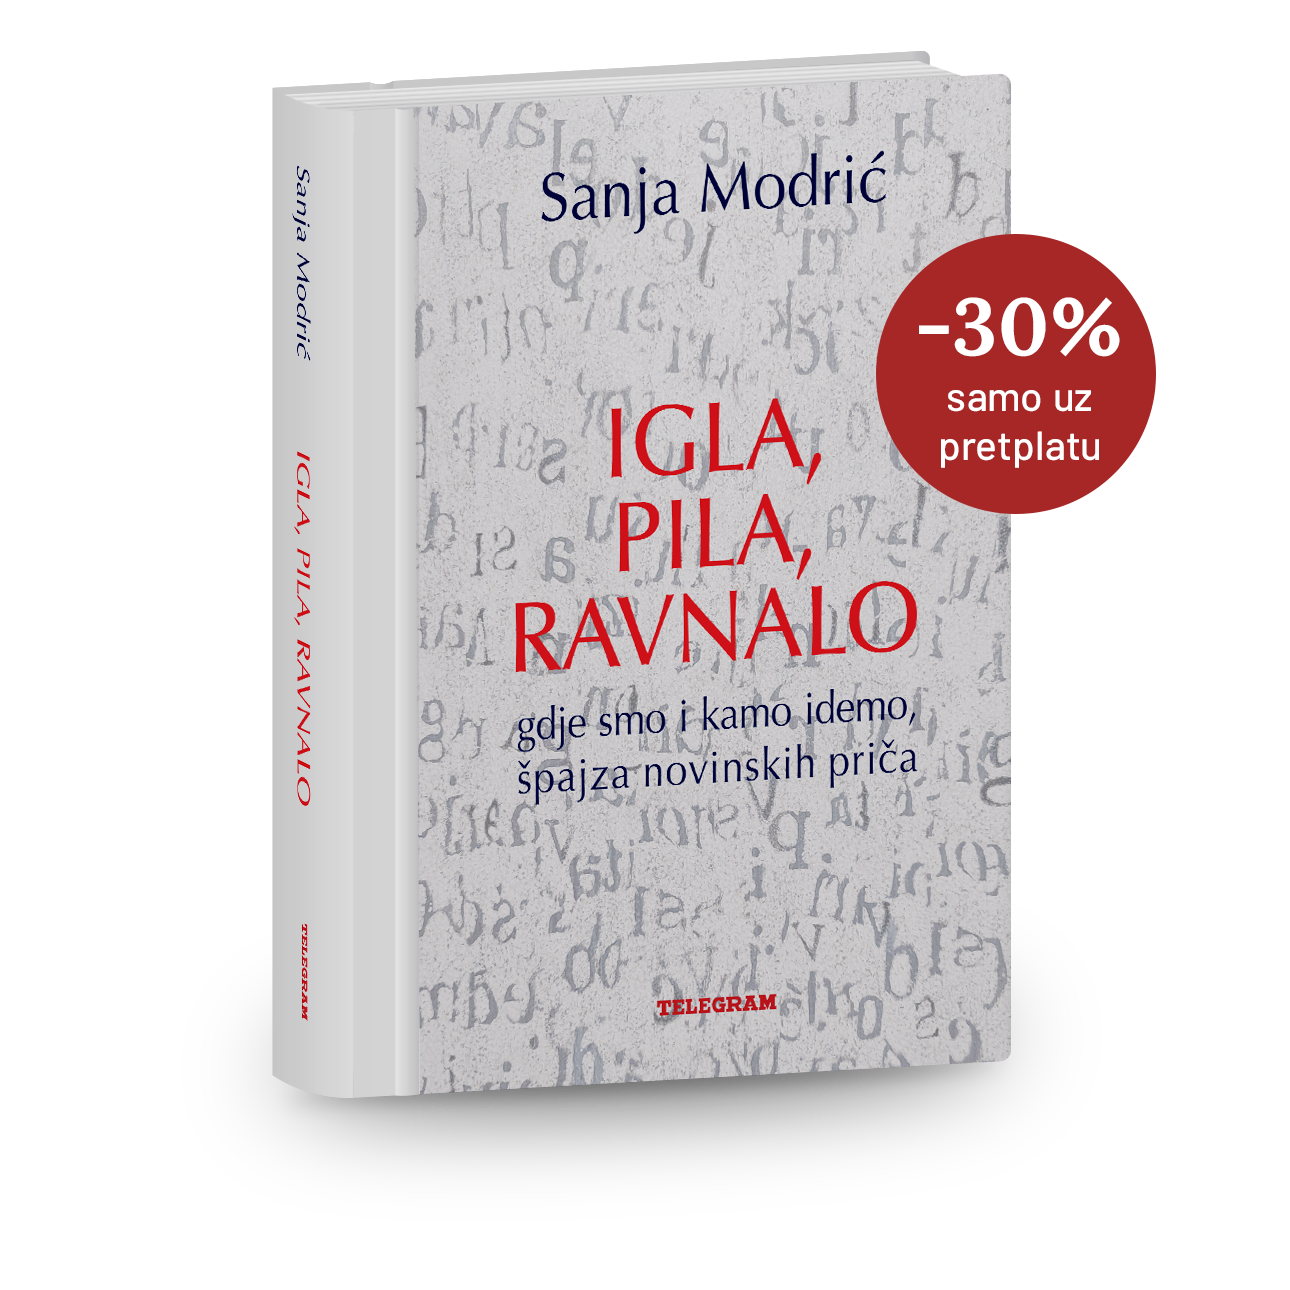 Sanja Modrić
IGLA,
PILA,
RAVNALO
gdje smo i kamo idemo,
špajza novinskih priča
TELEGRAM
-30%
samo uz
pretplatu
Sanja Modrić
IGLA, PILA, RAVNALO
TELEGRAM